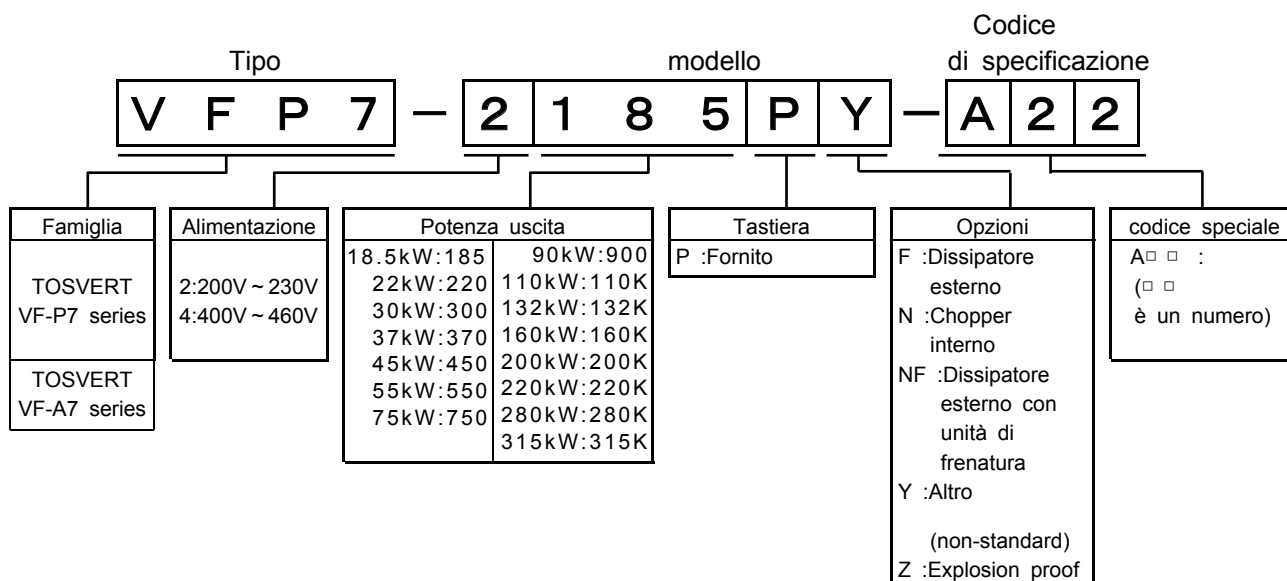 Codice
Tipo modello di specificazione
V F P 7 — 2 1 8 5 P Y — A 2 2
Famiglia
TOSVERT
VF-P7 series
TOSVERT
VF-A7 series
Alimentazione
2:200V ~ 230V
4:400V ~ 460V
Potenza uscita
18.5kW:185
22kW:220
30kW:300
37kW:370
45kW:450
55kW:550
75kW:750
90kW:900
110kW:110K
132kW:132K
160kW:160K
200kW:200K
220kW:220K
280kW:280K
315kW:315K
Tastiera
P :Fornito
Opzioni
F :Dissipatore
esterno
N :Chopper
interno
NF :Dissipatore
esterno con
unità di
frenatura
Y :Altro
(non-standard)
Z :Explosion proof
codice speciale
A□ □ :
(□ □
è un numero)